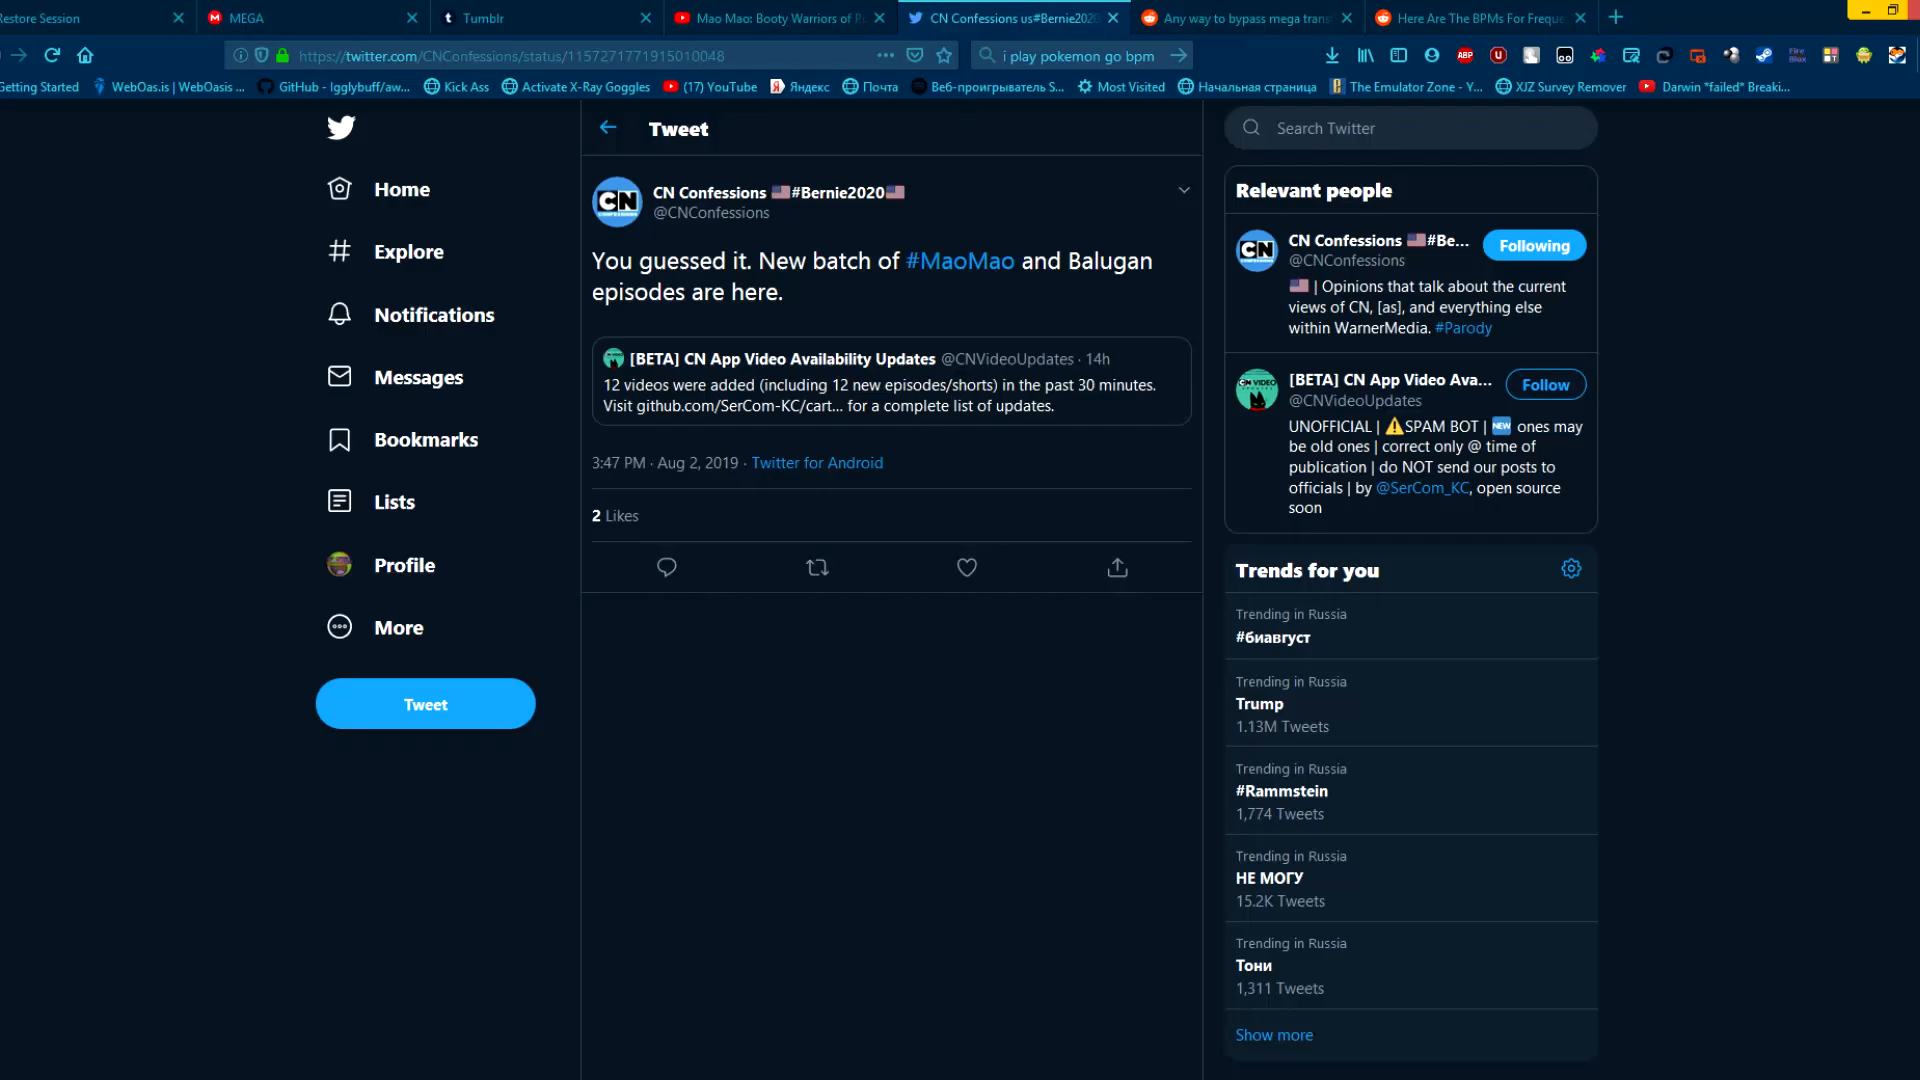 Restore Session
MEGA
Tumblr
Mao Mao: Booty Warriors of P
CN Confessions us#Bernie2020
Any way to bypass mega trans
Here Are The BPMs For Freque
https://twitter.com/CNConfessions/status/1157271771915010048
i play pokemon go bpm
Getting Started
WebOas.is | WebOasis ...
GitHub - Igglybuff/aw...
Kick Ass
Activate X-Ray Goggles
(17) YouTube
Яндекс
Почта
Веб-проигрыватель S...
Most Visited
Начальная страница
The Emulator Zone - Y...
XJZ Survey Remover
Darwin *failed* Breaki...
Home
Explore
Notifications
Messages
Bookmarks
Lists
Profile
More
Tweet
Tweet
CN Confessions 🇺🇸#Bernie2020🇺🇸
@CNConfessions
You guessed it. New batch of #MaoMao and Balugan
episodes are here.
[BETA] CN App Video Availability Updates @CNVideoUpdates · 14h
12 videos were added (including 12 new episodes/shorts) in the past 30 minutes.
Visit github.com/SerCom-KC/cart... for a complete list of updates.
3:47 PM · Aug 2, 2019 · Twitter for Android
2 Likes
Search Twitter
Relevant people
CN Confessions 🇺🇸#Be...
Following
@CNConfessions
🇺🇸 | Opinions that talk about the current
views of CN, [as], and everything else
within WarnerMedia. #Parody
[BETA] CN App Video Ava...
Follow
@CNVideoUpdates
UNOFFICIAL | ⚠️SPAM BOT | 🆕 ones may
be old ones | correct only @ time of
publication | do NOT send our posts to
officials | by @SerCom_KC, open source
soon
Trends for you
Trending in Russia
#биавгуст
Trending in Russia
Trump
1.13M Tweets
Trending in Russia
#Rammstein
1,774 Tweets
Trending in Russia
НЕ МОГУ
15.2K Tweets
Trending in Russia
Тони
1,311 Tweets
Show more